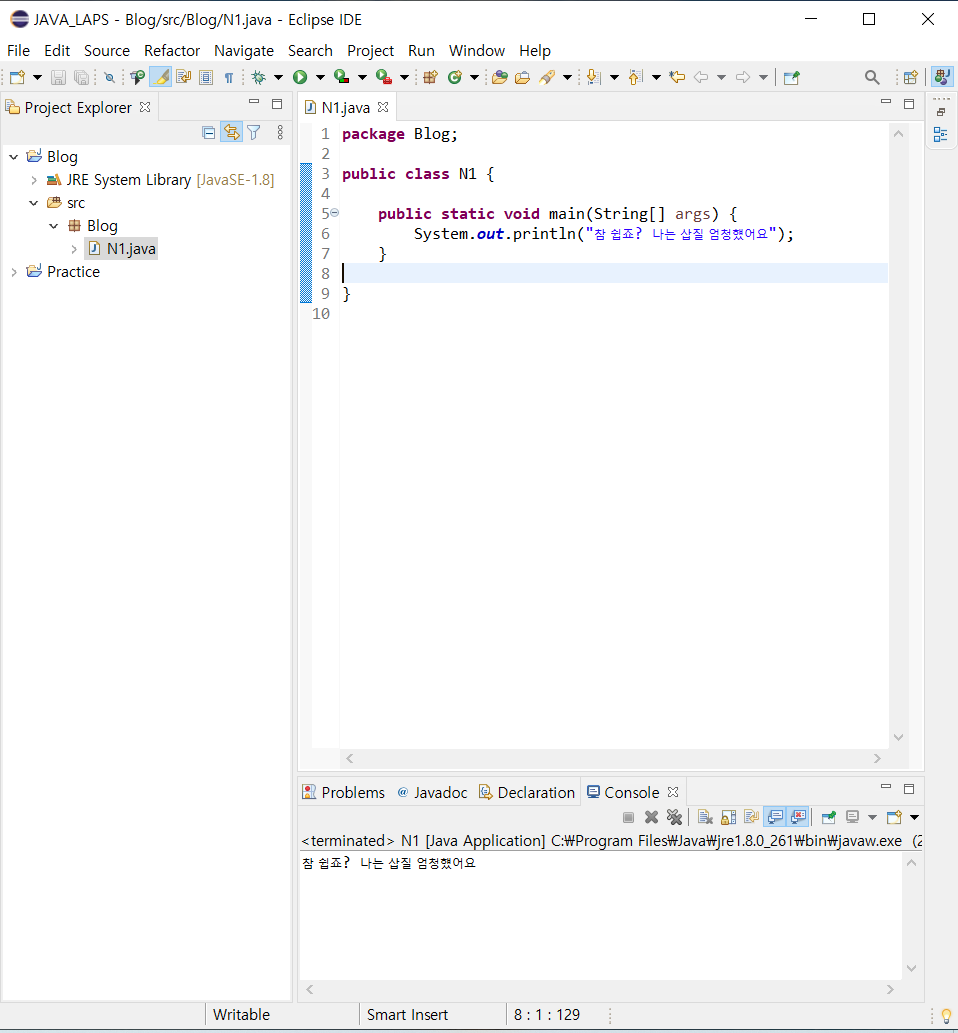 JAVA_LAPS - Blog/src/Blog/N1.java - Eclipse IDE
File Edit Source Refactor Navigate Search Project Run Window Help
Project Explorer
Blog
JRE System Library [JavaSE-1.8]
src
Blog
N1.java
Practice
N1.java
1 package Blog;
2
3 public class N1 {
4
5 public static void main(String[] args) {
6 System.out.println("참 쉽죠? 나는 삽질 엄청했어요");
7 }
8
9 }
10
Problems @ Javadoc Declaration Console
<terminated> N1 [Java Application] C:₩Program Files₩Java₩jre1.8.0_261₩bin₩javaw.exe (2
참 쉽죠? 나는 삽질 엄청했어요
Writable Smart Insert 8 : 1 : 129